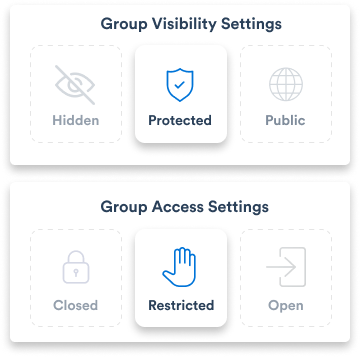 Group Visibility Settings
Hidden
Protected
Public
Group Access Settings
Closed
Restricted
Open